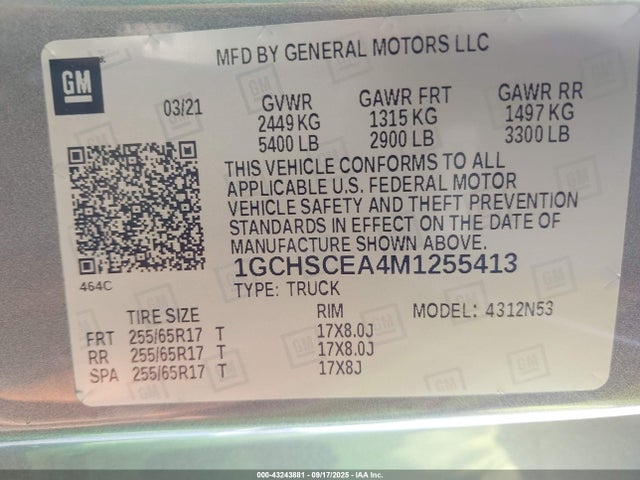 MFD BY GENERAL MOTORS LLC
GM
03/21
GVWR GAWR FRT GAWR RR
2449 KG 1315 KG 1497 KG
5400 LB 2900 LB 3300 LB
THIS VEHICLE CONFORMS TO ALL
APPLICABLE U.S. FEDERAL MOTOR
VEHICLE SAFETY AND THEFT PREVENTION
STANDARDS IN EFFECT ON THE DATE OF
MANUFACTURE SHOWN ABOVE.
464C
1GCHSCEA4M1255413
TYPE: TRUCK
TIRE SIZE RIM MODEL: 4312N53
FRT 255/65R17 T 17X8.0J
RR 255/65R17 T 17X8.0J
SPA 255/65R17 T 17X8J
000-43243881 - 09/17/2025 - IAA Inc.